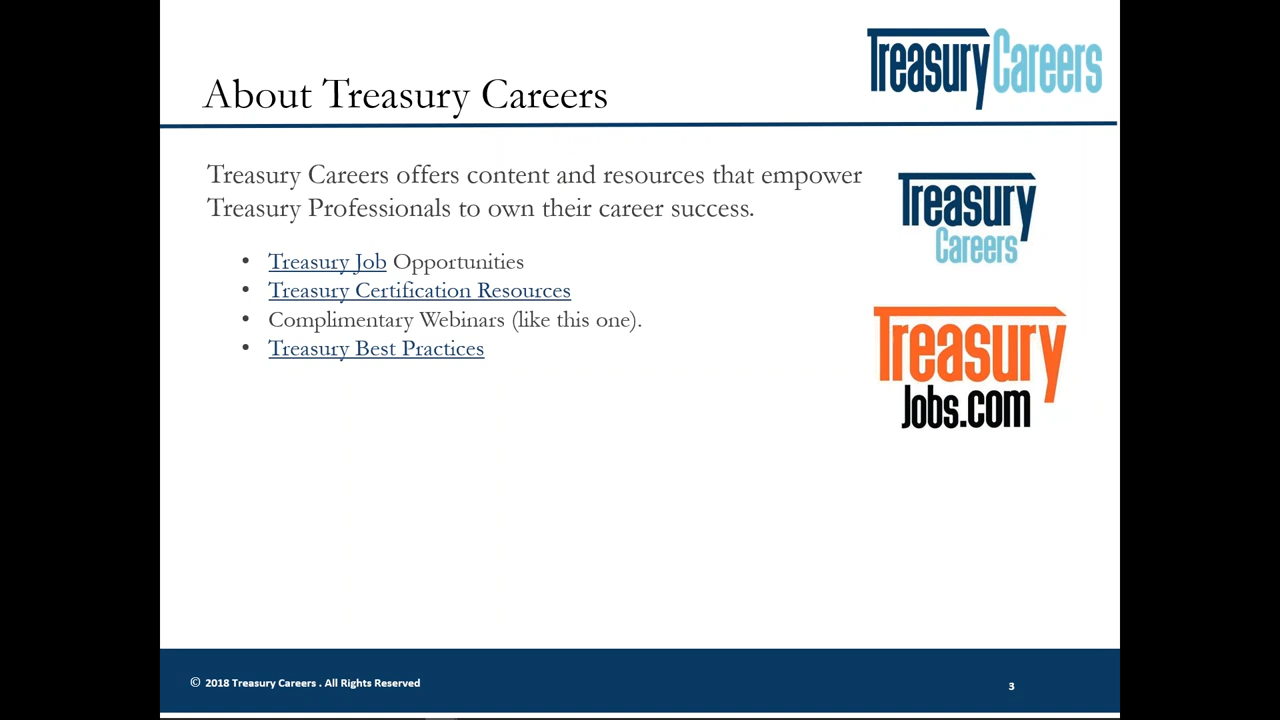 TreasuryCareers
About Treasury Careers
Treasury Careers offers content and resources that empower
Treasury Professionals to own their career success.
• Treasury Job Opportunities
• Treasury Certification Resources
• Complimentary Webinars (like this one).
• Treasury Best Practices
Treasury
Careers
Treasury
Jobs.com
© 2018 Treasury Careers . All Rights Reserved
3